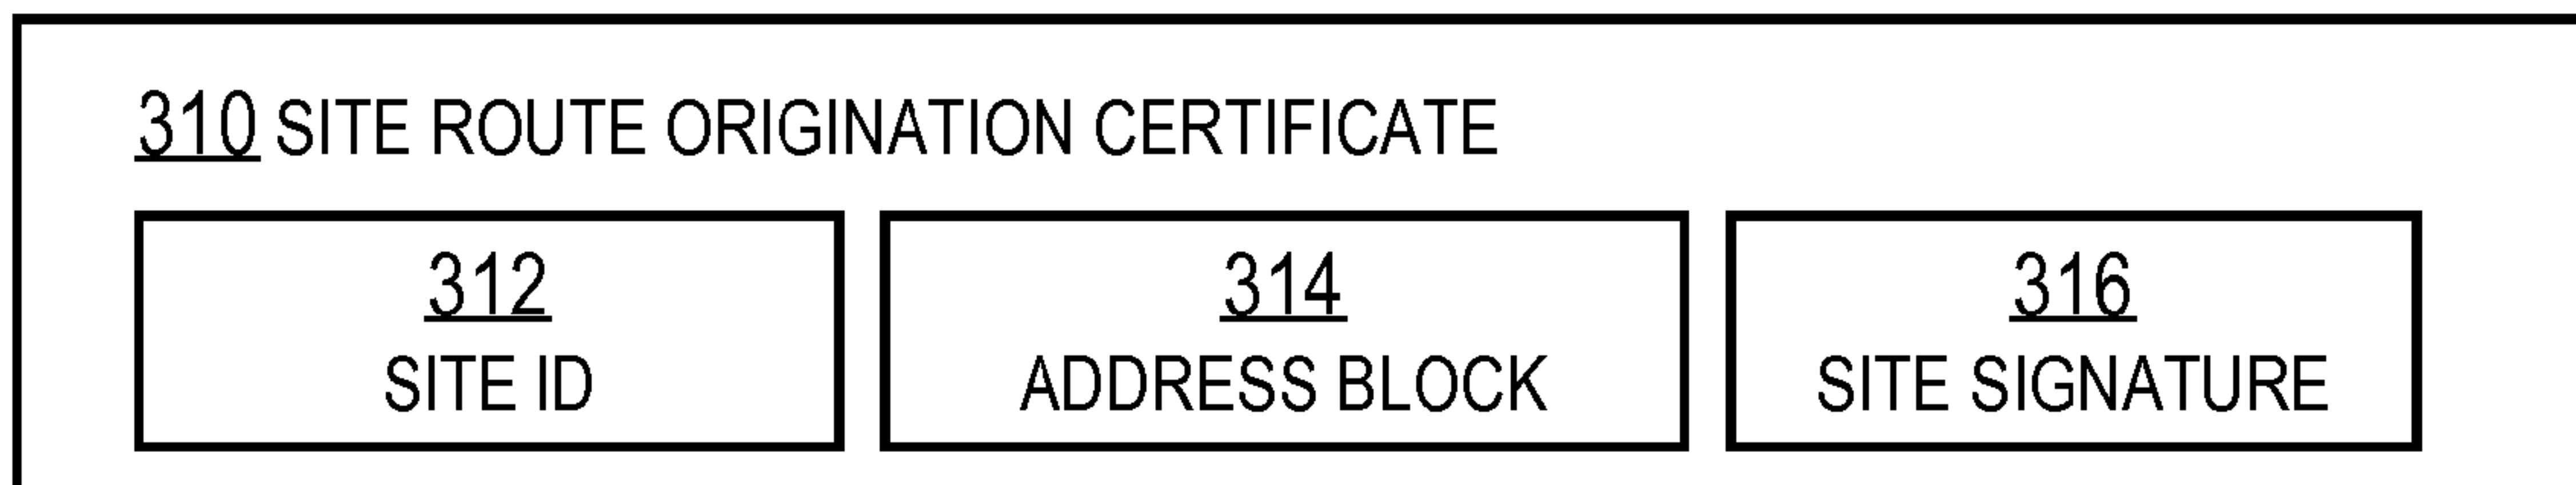 310 SITE ROUTE ORIGINATION CERTIFICATE
312
SITE ID
314
ADDRESS BLOCK
316
SITE SIGNATURE